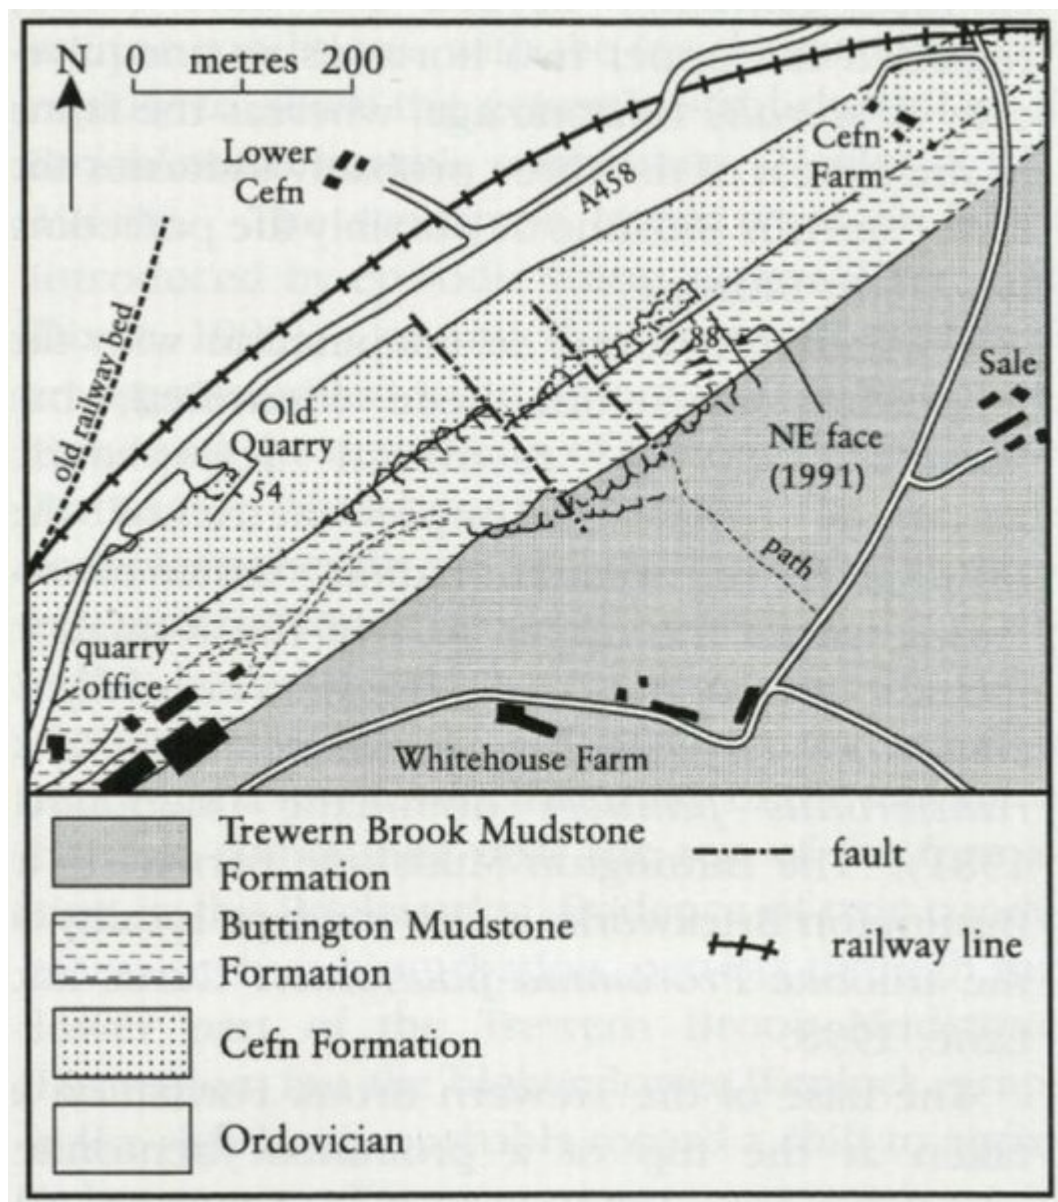 N 0 metres 200
Lower
Cefn
A458
Cefn
Farm
old railway bed
Old
Quarry
54
88
Sale
NE face
(1991)
path
quarry
office
Whitehouse Farm
Trewern Brook Mudstone
Formation
fault
Buttington Mudstone
Formation
railway line
Cefn Formation
Ordovician